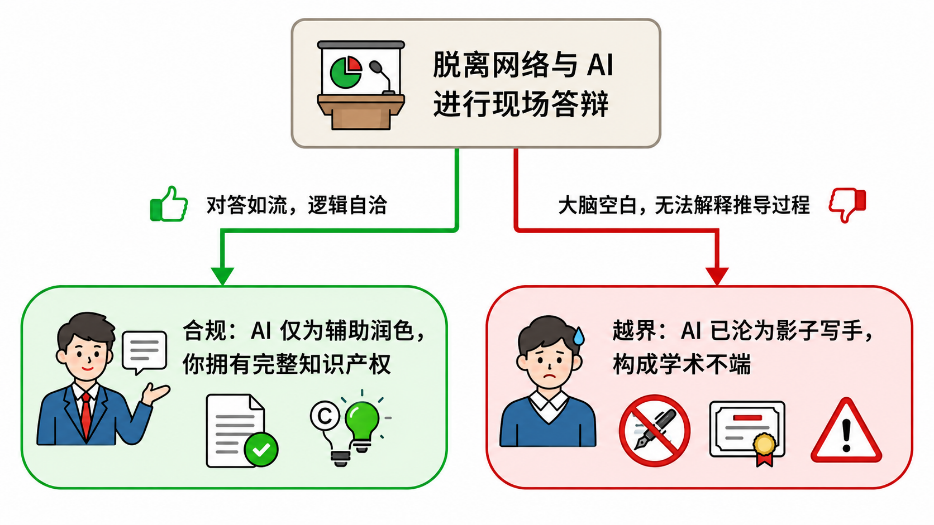 脱离网络与 AI
进行现场答辩
对答如流，逻辑自洽
大脑空白，无法解释推导过程
合规：AI 仅为辅助润色，
你拥有完整知识产权
C
越界：AI 已沦为影子写手，
构成学术不端
!